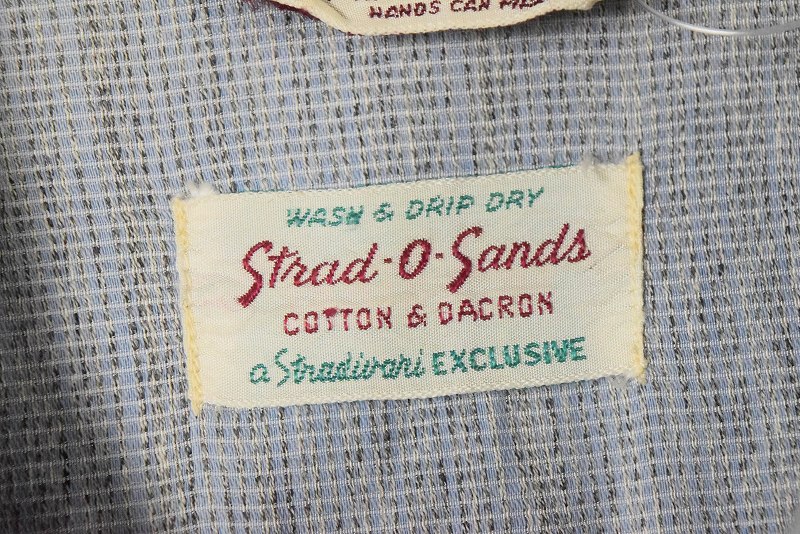 HANDS CAN
WASH & DRIP DRY
Strad-O-Sands
COTTON & DACRON
a Stradivari EXCLUSIVE